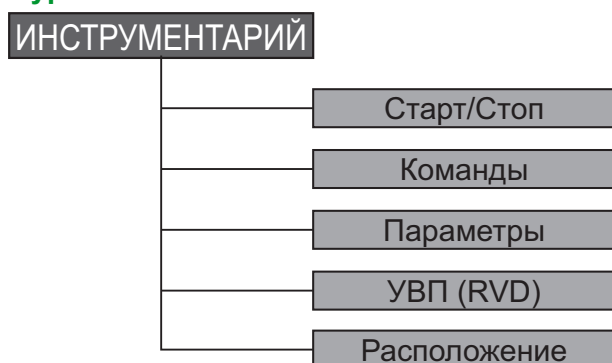 ИНСТРУМЕНТАРИЙ
Старт/Стоп
Команды
Параметры
УВП (RVD)
Расположение